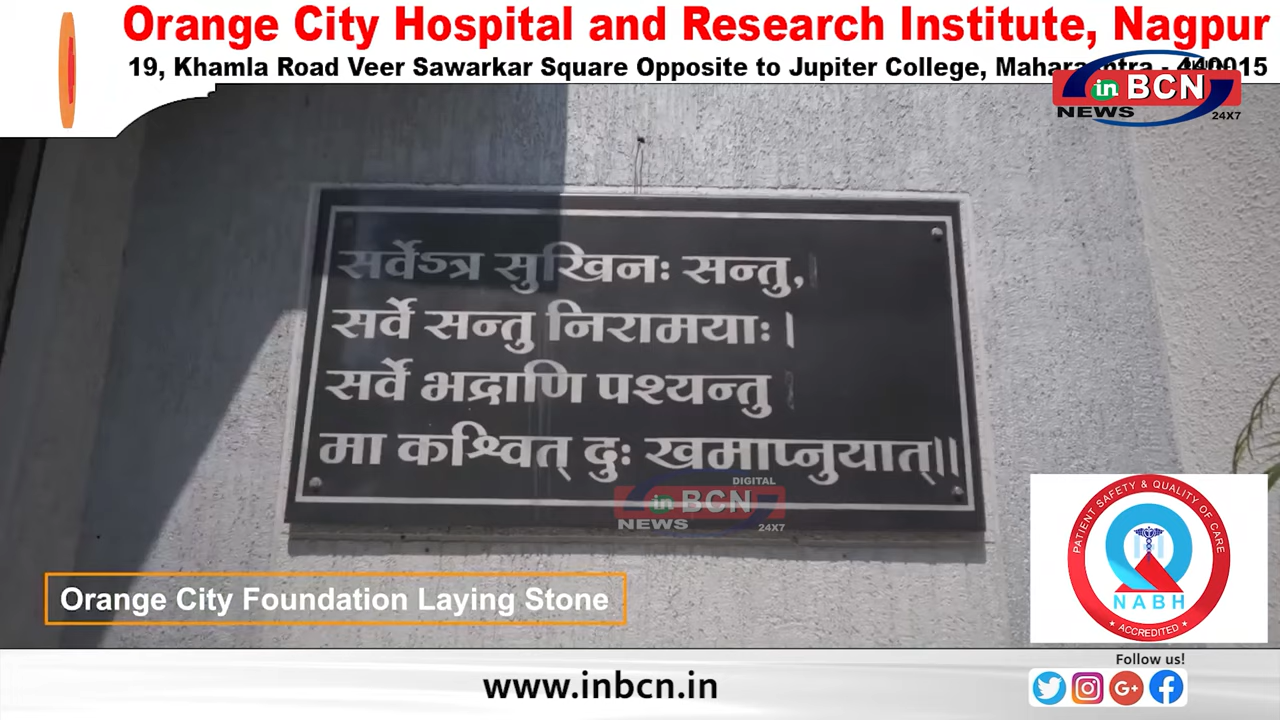 Orange City Hospital and Research Institute, Nagpur
19, Khamla Road Veer Sawarkar Square Opposite to Jupiter College, Maharashtra - 440015
in BCN
NEWS
24X7
सर्वेऽत्र सुखिनः सन्तु,
सर्वे सन्तु निरामयाः।
सर्वे भद्राणि पश्यन्तु
मा कश्चित् दुः खमाप्नुयात्।।
DIGITAL
in BCN
NEWS
24X7
PATIENT SAFETY & QUALITY OF CARE
NABH
ACCREDITED
Orange City Foundation Laying Stone
Follow us!
www.inbcn.in